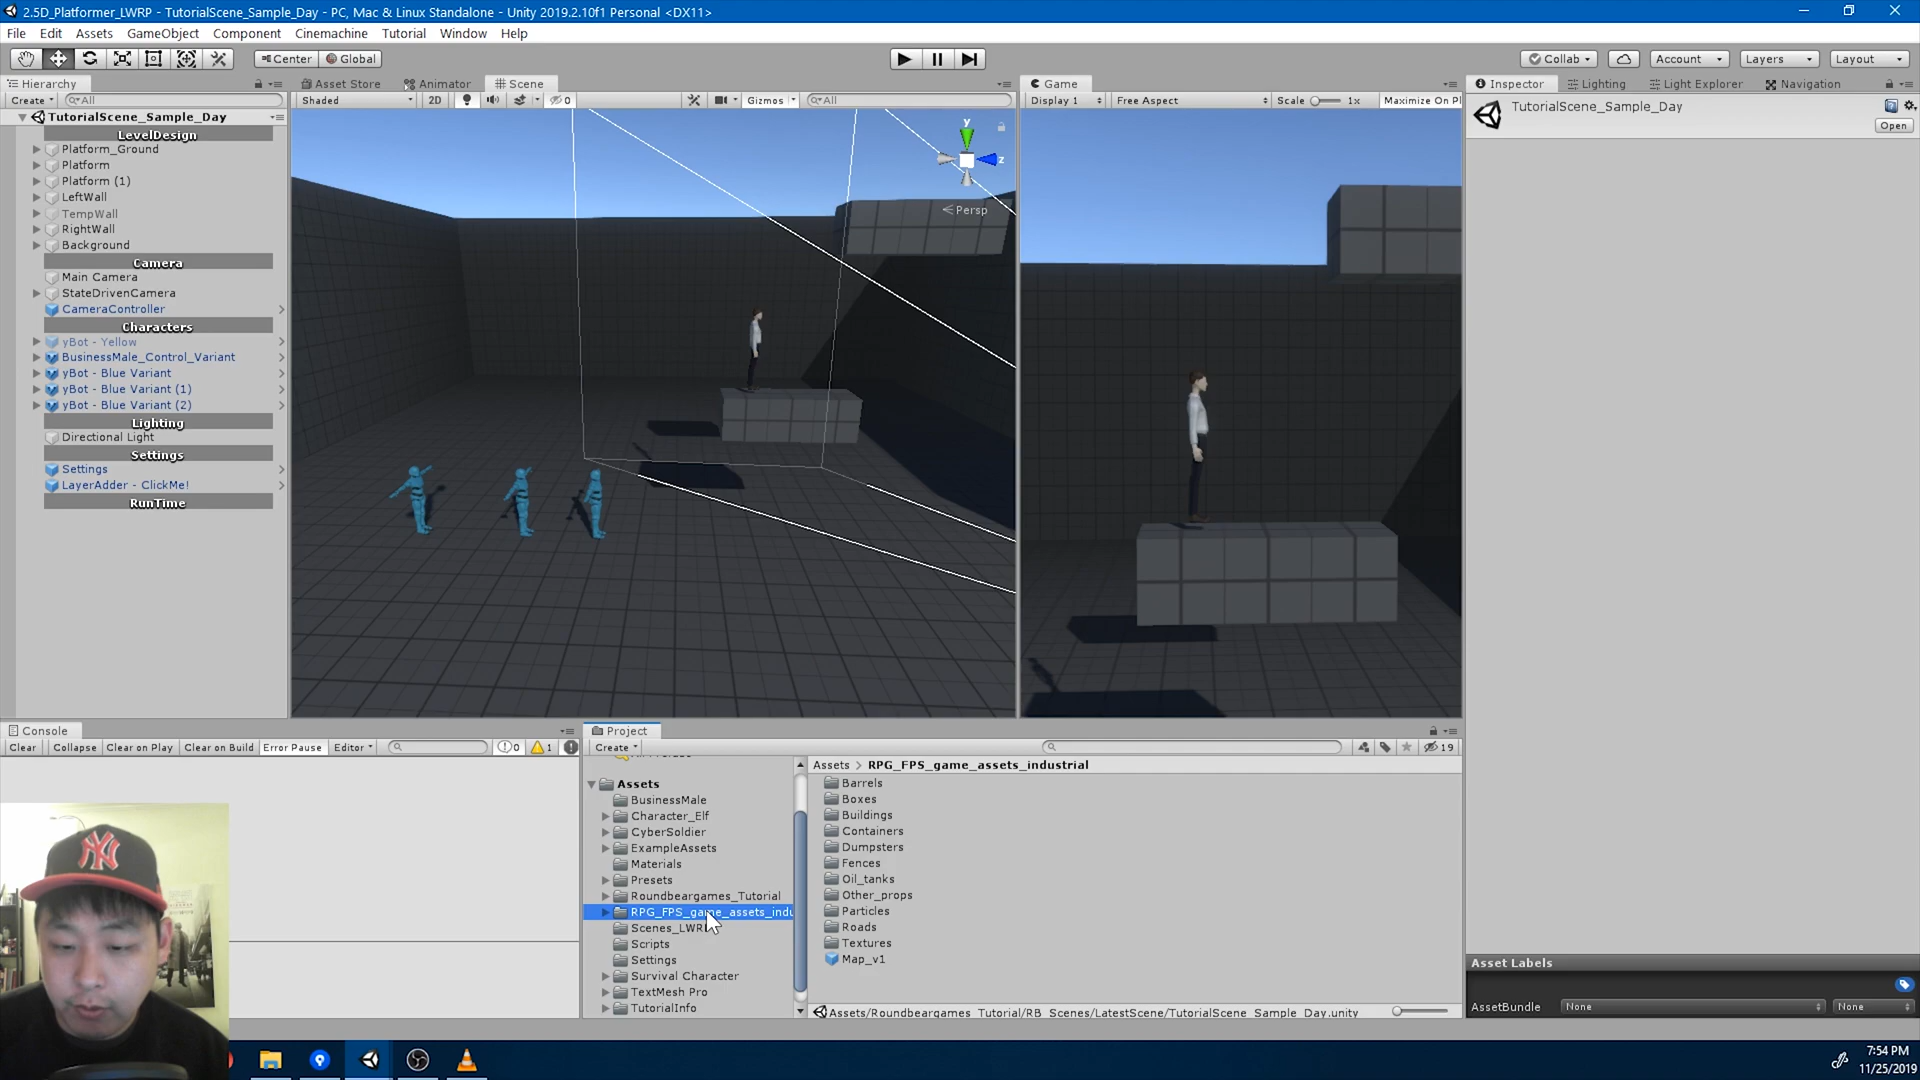 2.5D_Platformer_LWRP - TutorialScene_Sample_Day - PC, Mac & Linux Standalone - Unity 2019.2.10f1 Personal <DX11>
File Edit Assets GameObject Component Cinemachine Tutorial Window Help
Center Global Collab Account Layers Layout
Hierarchy
Create All
TutorialScene_Sample_Day
LevelDesign
Platform_Ground
Platform
Platform (1)
LeftWall
TempWall
RightWall
Background
Camera
Main Camera
StateDrivenCamera
CameraController
Characters
yBot - Yellow
BusinessMale_Control_Variant
yBot - Blue Variant
yBot - Blue Variant (1)
yBot - Blue Variant (2)
Lighting
Directional Light
Settings
Settings
LayerAdder - ClickMe!
RunTime
Asset Store Animator Scene
Shaded 2D 0 Gizmos All
y
z
Persp
Game
Display 1 Free Aspect Scale 1x Maximize On Pl
Inspector Lighting Light Explorer Navigation
TutorialScene_Sample_Day
Open
Console
Clear Collapse Clear on Play Clear on Build Error Pause Editor 0 1
NY
Project
Create 19
Assets
BusinessMale
Character_Elf
CyberSoldier
ExampleAssets
Materials
Presets
Roundbeargames_Tutorial
RPG_FPS_game_assets_indu
Scenes_LWR
Scripts
Settings
Survival Character
TextMesh Pro
TutorialInfo
Assets > RPG_FPS_game_assets_industrial
Barrels
Boxes
Buildings
Containers
Dumpsters
Fences
Oil_tanks
Other_props
Particles
Roads
Textures
Map_v1
Assets/Roundbeargames_Tutorial/RB_Scenes/LatestScene/TutorialScene_Sample_Day.unity
Asset Labels
AssetBundle None None
7:54 PM
11/25/2019